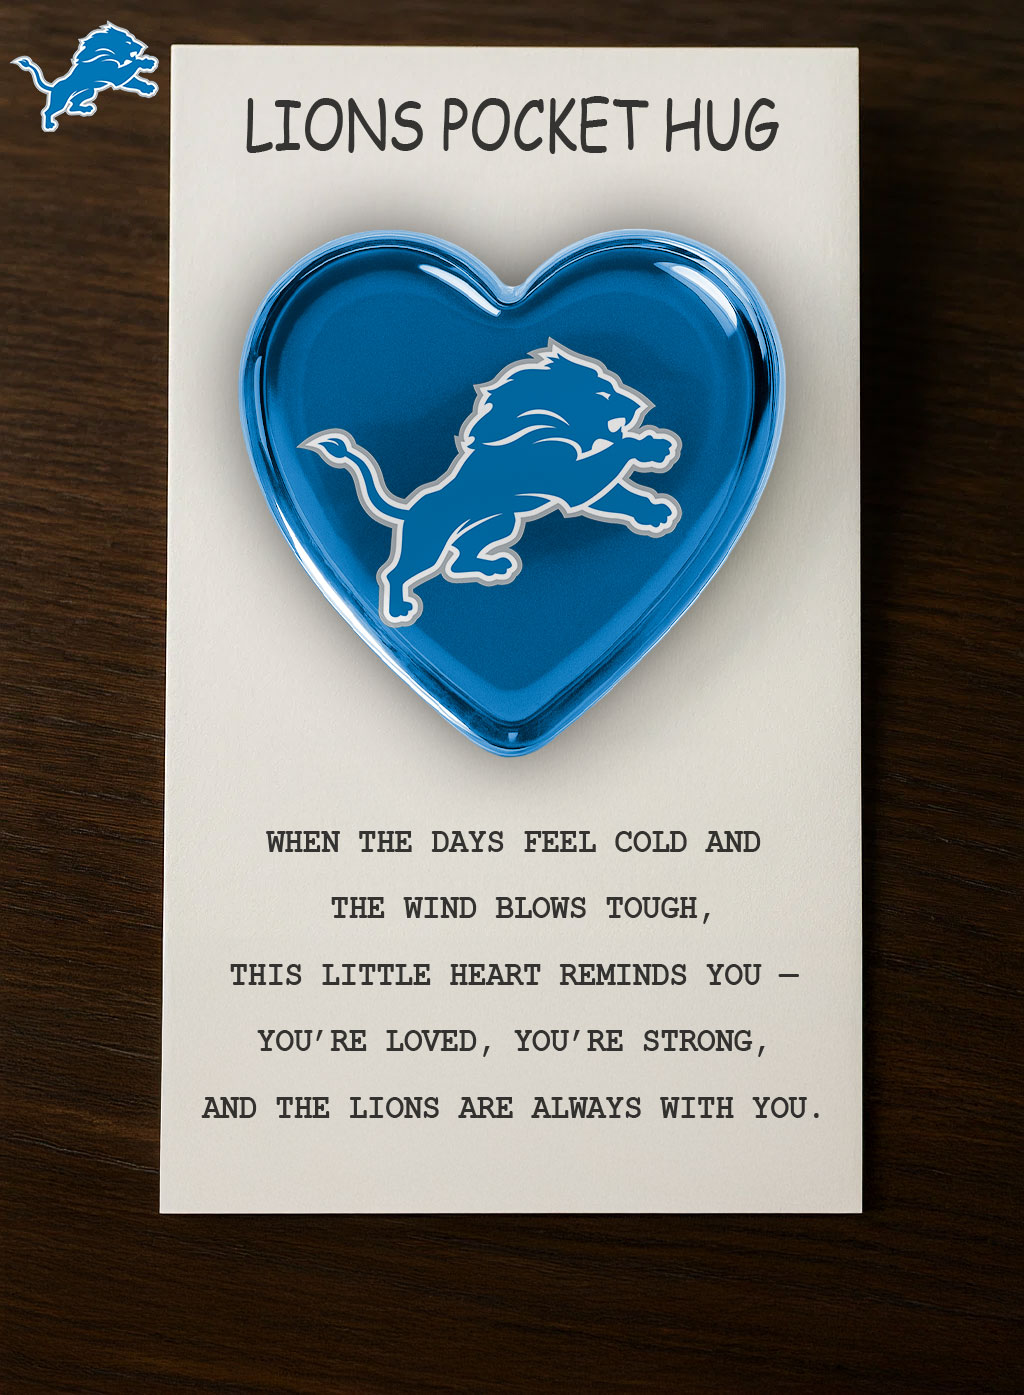 LIONS POCKET HUG
WHEN THE DAYS FEEL COLD AND
THE WIND BLOWS TOUGH,
THIS LITTLE HEART REMINDS YOU —
YOU’RE LOVED, YOU’RE STRONG,
AND THE LIONS ARE ALWAYS WITH YOU.